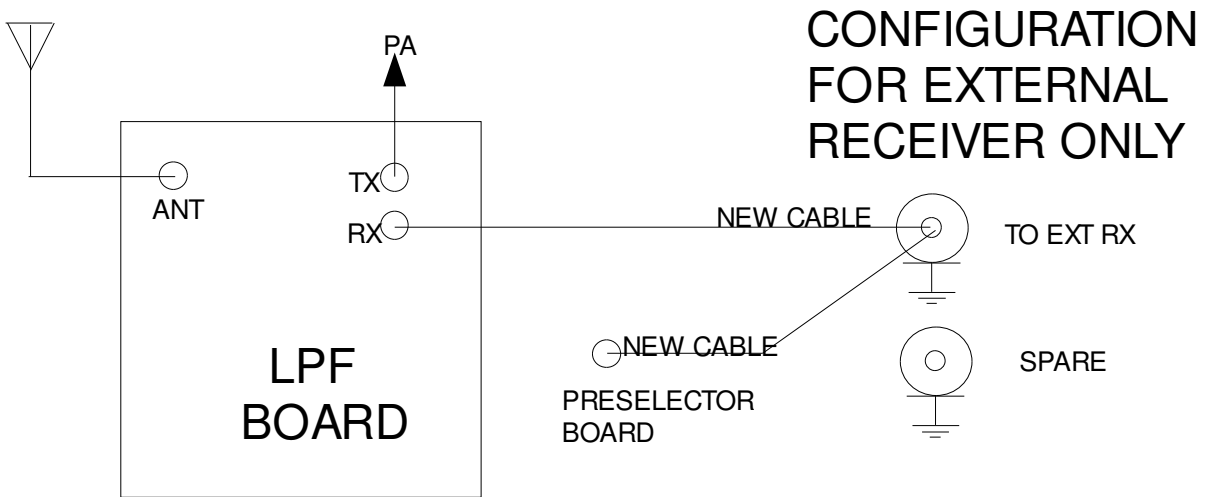 CONFIGURATION
FOR EXTERNAL
RECEIVER ONLY
PA
TX
ANT
RX
NEW CABLE
TO EXT RX
NEW CABLE
LPF
BOARD
SPARE
PRESELECTOR
BOARD